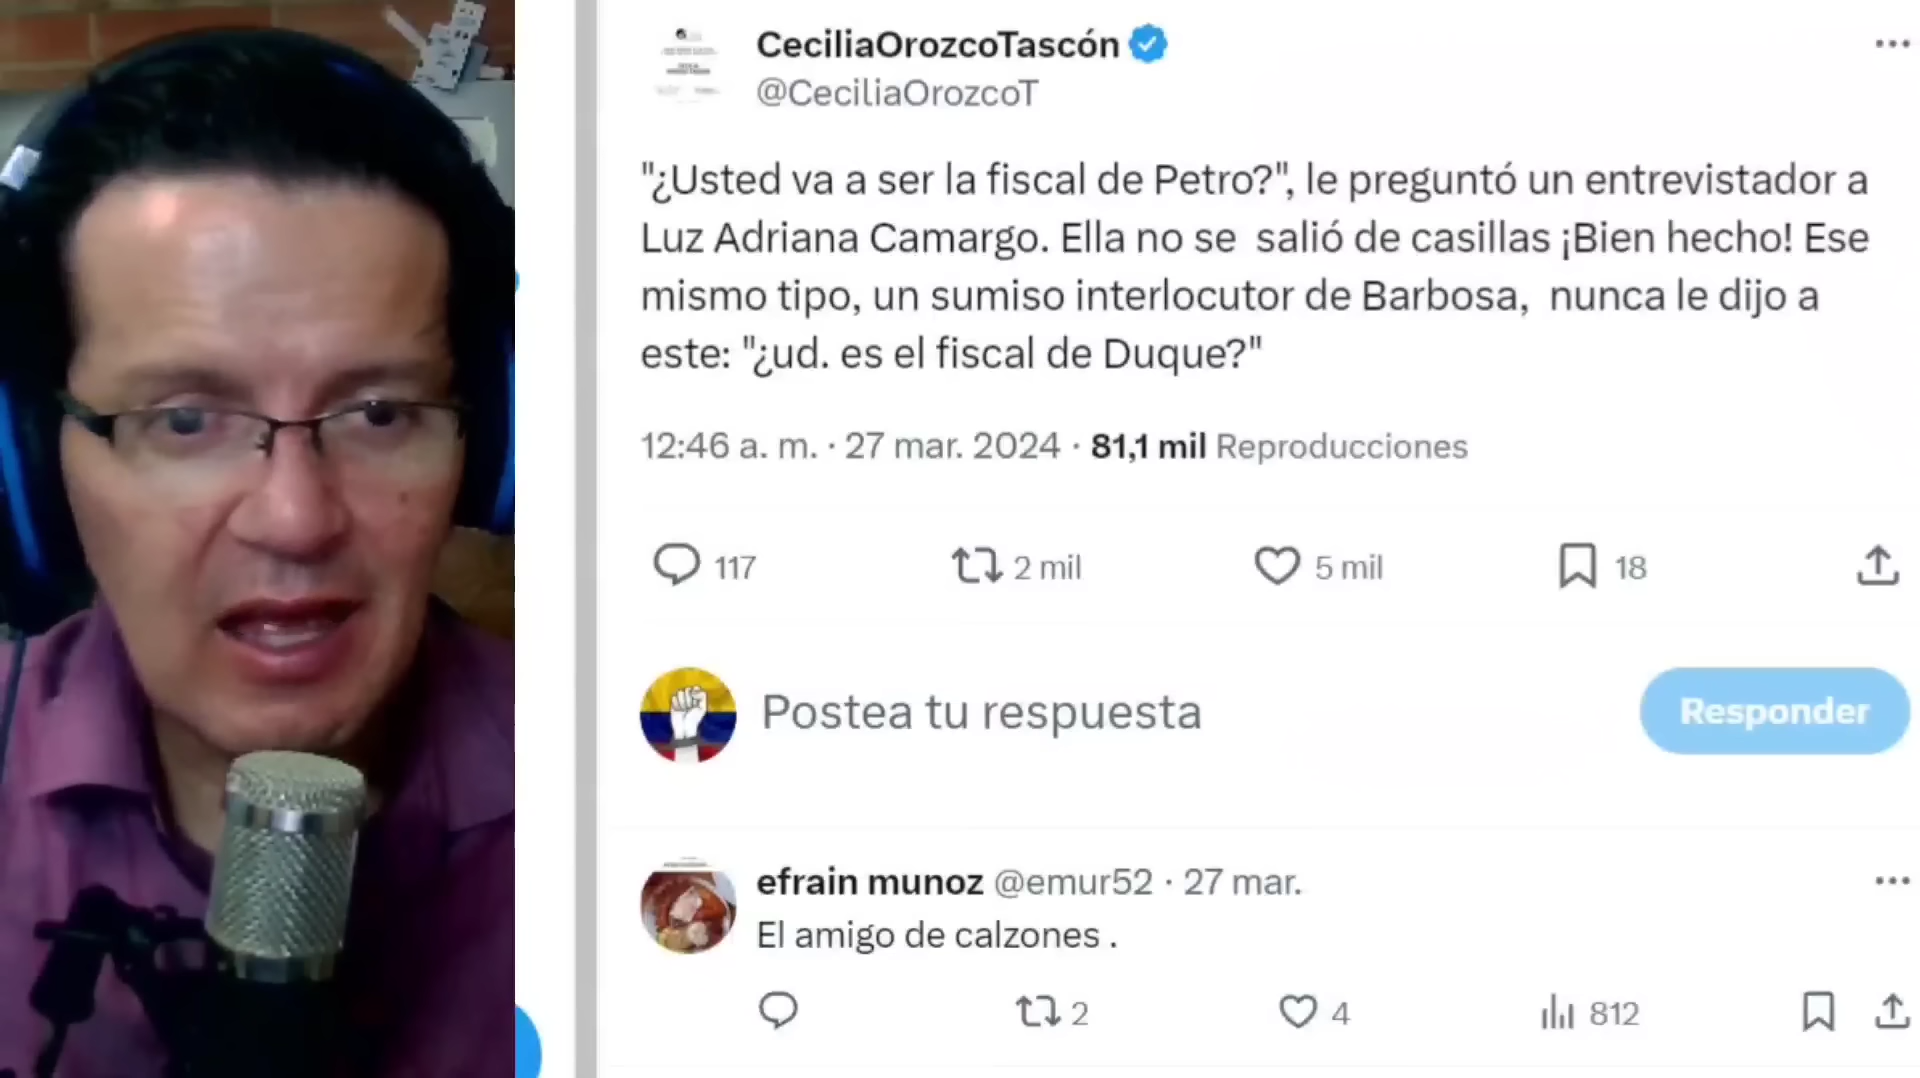 CeciliaOrozcoTascón
@CeciliaOrozcoT
"¿Usted va a ser la fiscal de Petro?", le preguntó un entrevistador a
Luz Adriana Camargo. Ella no se salió de casillas ¡Bien hecho! Ese
mismo tipo, un sumiso interlocutor de Barbosa, nunca le dijo a
este: "¿ud. es el fiscal de Duque?"
12:46 a. m. · 27 mar. 2024 · 81,1 mil Reproducciones
117 2 mil 5 mil 18
Postea tu respuesta Responder
efrain munoz @emur52 · 27 mar.
El amigo de calzones .
2 4 812